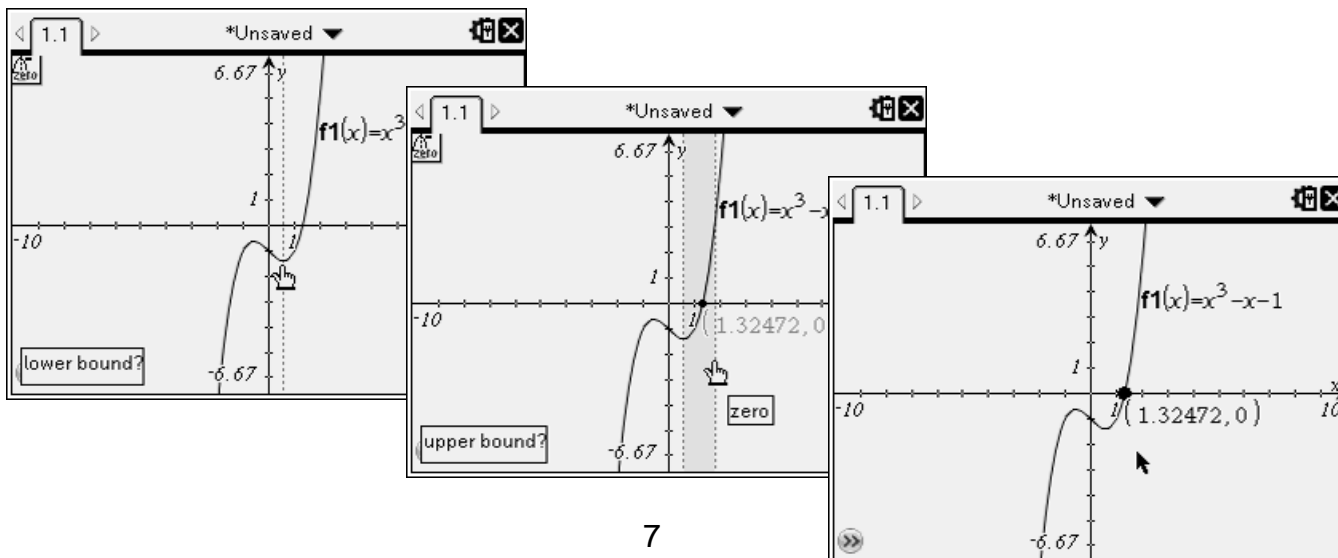 1.1
*Unsaved
zero
6.67
y
f1(x)=x³
1
-10
1
lower bound?
-6.67
1.1
*Unsaved
zero
6.67
y
f1(x)=x³-x
1
-10
1
(1.32472,0
zero
upper bound?
-6.67
1.1
*Unsaved
6.67
y
f1(x)=x³-x-1
1
x
-10
1
(1.32472,0)
10
-6.67
7